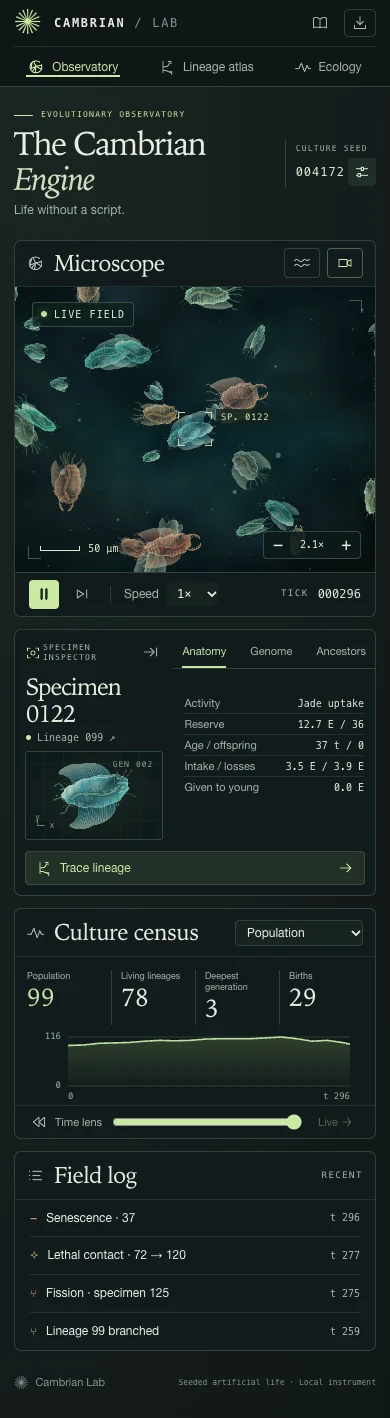 CAMBRIAN / LAB
Observatory Lineage atlas Ecology
EVOLUTIONARY OBSERVATORY
The Cambrian
Engine
Life without a script.
CULTURE SEED
004172
Microscope
LIVE FIELD
SP. 0122
50 μm
− 2.1× +
Speed 1× TICK 000296
SPECIMEN
INSPECTOR
Anatomy Genome Ancestors
Specimen
0122
Lineage 099 ↗
GEN 002
y
x
Activity Jade uptake
Reserve 12.7 E / 36
Age / offspring 37 t / 0
Intake / losses 3.5 E / 3.9 E
Given to young 0.0 E
Trace lineage →
Culture census
Population
Population
99
Living lineages
78
Deepest
generation
3
Births
29
116
0
0 t 296
Time lens Live →
Field log RECENT
Senescence · 37 t 296
Lethal contact · 72 → 120 t 277
Fission · specimen 125 t 275
Lineage 99 branched t 259
Cambrian Lab Seeded artificial life · Local instrument